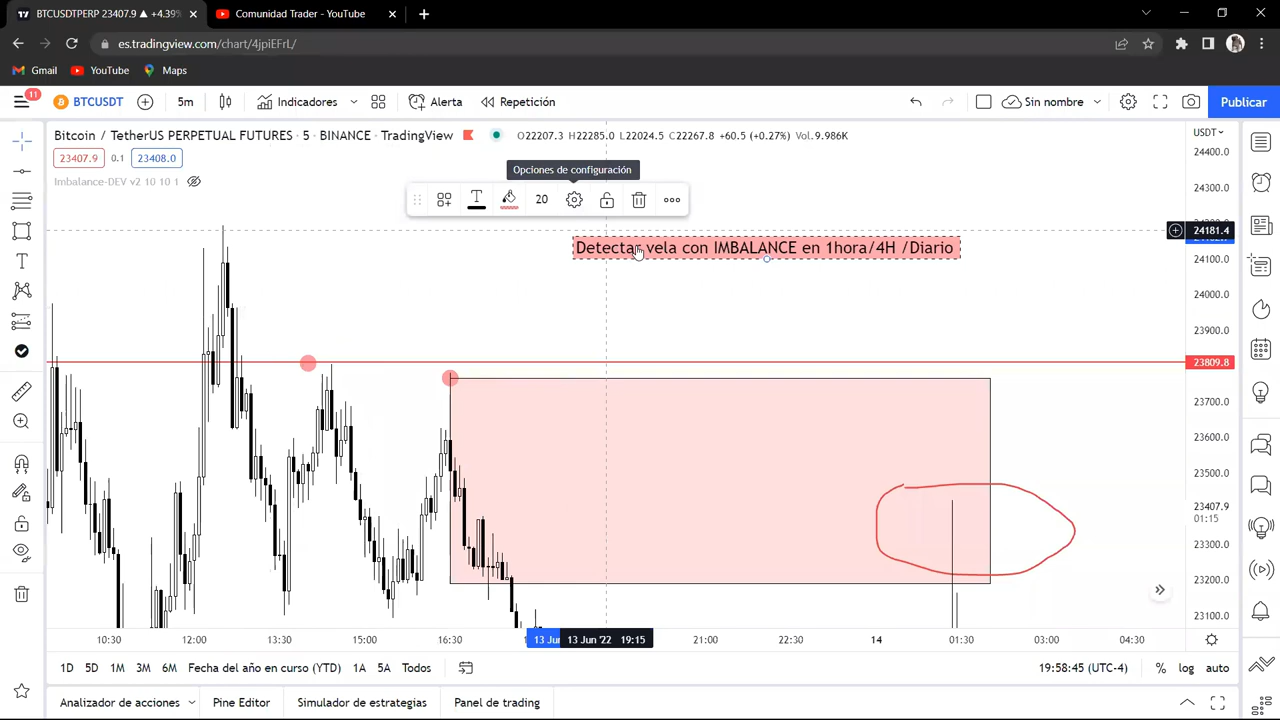 BTCUSDTPERP 23407.9 ▲ +4.39%
Comunidad Trader - YouTube
es.tradingview.com/chart/4jpiEFrL/
Gmail
YouTube
Maps
11
BTCUSDT
5m
Indicadores
Alerta
Repetición
Sin nombre
Publicar
Bitcoin / TetherUS PERPETUAL FUTURES · 5 · BINANCE · TradingView
O22207.3 H22285.0 L22024.5 C22267.8 +60.5 (+0.27%) Vol.9.986K
USDT
23407.9
0.1
23408.0
Imbalance-DEV v2 10 10 1
Opciones de configuración
20
Detectar vela con IMBALANCE en 1hora/4H /Diario
24400.0
24300.0
24181.4
24100.0
24000.0
23900.0
23809.8
23700.0
23600.0
23500.0
23407.9
01:15
23300.0
23200.0
23100.0
10:30
12:00
13:30
15:00
16:30
13 Jun '22 19:15
21:00
22:30
14
01:30
03:00
04:30
1D
5D
1M
3M
6M
Fecha del año en curso (YTD)
1A
5A
Todos
19:58:45 (UTC-4)
%
log
auto
Analizador de acciones
Pine Editor
Simulador de estrategias
Panel de trading